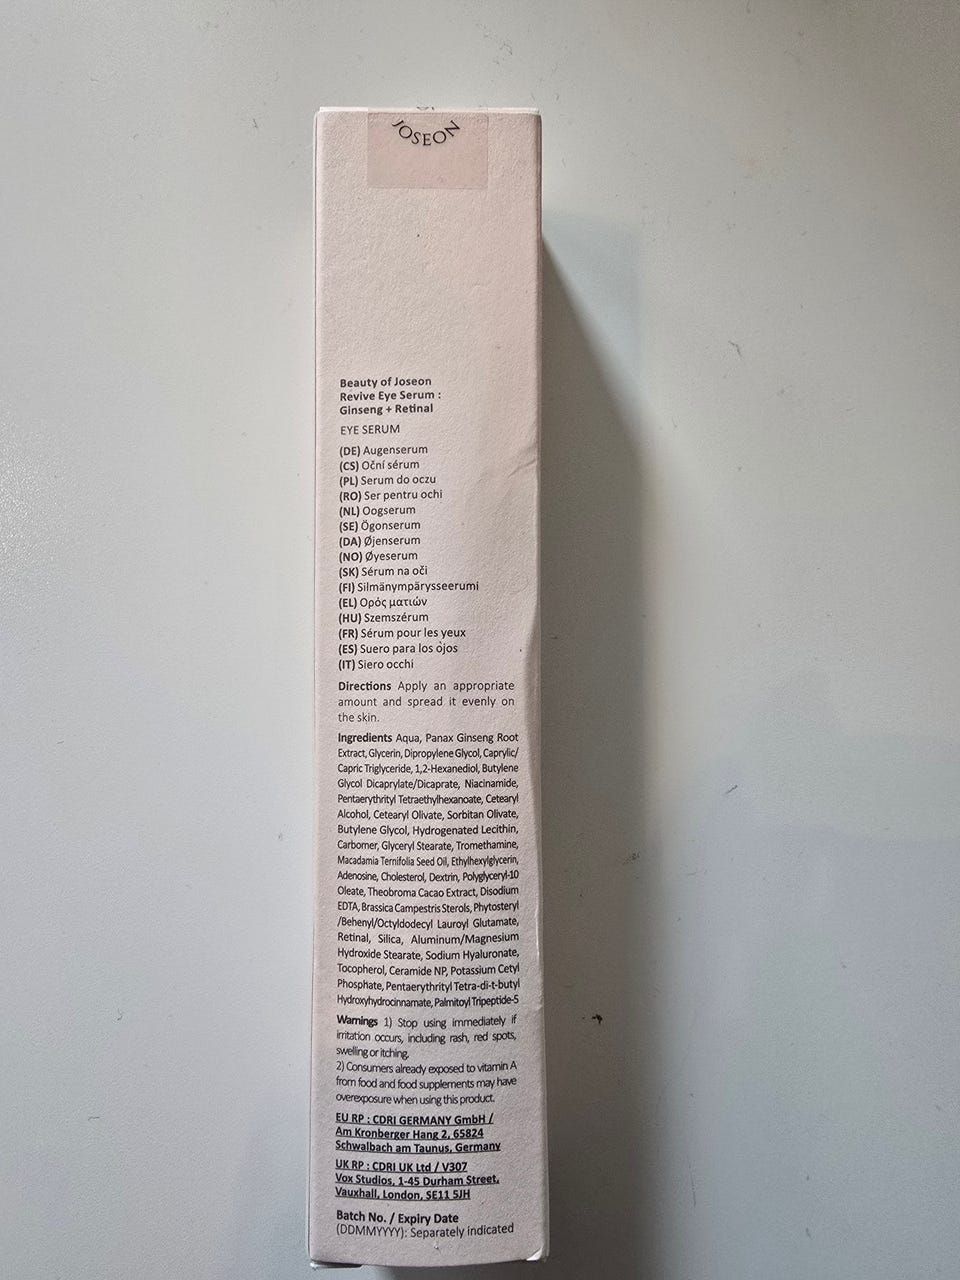 JOSEON
Beauty of Joseon
Revive Eye Serum :
Ginseng + Retinal
EYE SERUM
(DE) Augenserum
(CS) Oční sérum
(PL) Serum do oczu
(RO) Ser pentru ochi
(NL) Oogserum
(SE) Ögonserum
(DA) Øjenserum
(NO) Øyeserum
(SK) Sérum na oči
(FI) Silmänympärysseerumi
(EL) Ορός ματιών
(HU) Szemszérum
(FR) Sérum pour les yeux
(ES) Suero para los ojos
(IT) Siero occhi
Directions Apply an appropriate
amount and spread it evenly on
the skin.
Ingredients Aqua, Panax Ginseng Root
Extract, Glycerin, Dipropylene Glycol, Caprylic/
Capric Triglyceride, 1,2-Hexanediol, Butylene
Glycol Dicaprylate/Dicaprate, Niacinamide,
Pentaerythrityl Tetraethylhexanoate, Cetearyl
Alcohol, Cetearyl Olivate, Sorbitan Olivate,
Butylene Glycol, Hydrogenated Lecithin,
Carbomer, Glyceryl Stearate, Tromethamine,
Macadamia Ternifolia Seed Oil, Ethylhexylglycerin,
Adenosine, Cholesterol, Dextrin, Polyglyceryl-10
Oleate, Theobroma Cacao Extract, Disodium
EDTA, Brassica Campestris Sterols, Phytosteryl
/Behenyl/Octyldodecyl Lauroyl Glutamate,
Retinal, Silica, Aluminum/Magnesium
Hydroxide Stearate, Sodium Hyaluronate,
Tocopherol, Ceramide NP, Potassium Cetyl
Phosphate, Pentaerythrityl Tetra-di-t-butyl
Hydroxyhydrocinnamate, Palmitoyl Tripeptide-5
Warnings 1) Stop using immediately if
irritation occurs, including rash, red spots,
swelling or itching.
2) Consumers already exposed to vitamin A
from food and food supplements may have
overexposure when using this product.
EU RP : CDRI GERMANY GmbH /
Am Kronberger Hang 2, 65824
Schwalbach am Taunus, Germany
UK RP : CDRI UK Ltd / V307
Vox Studios, 1-45 Durham Street,
Vauxhall, London, SE11 5JH
Batch No. / Expiry Date
(DDMMYYYY): Separately indicated